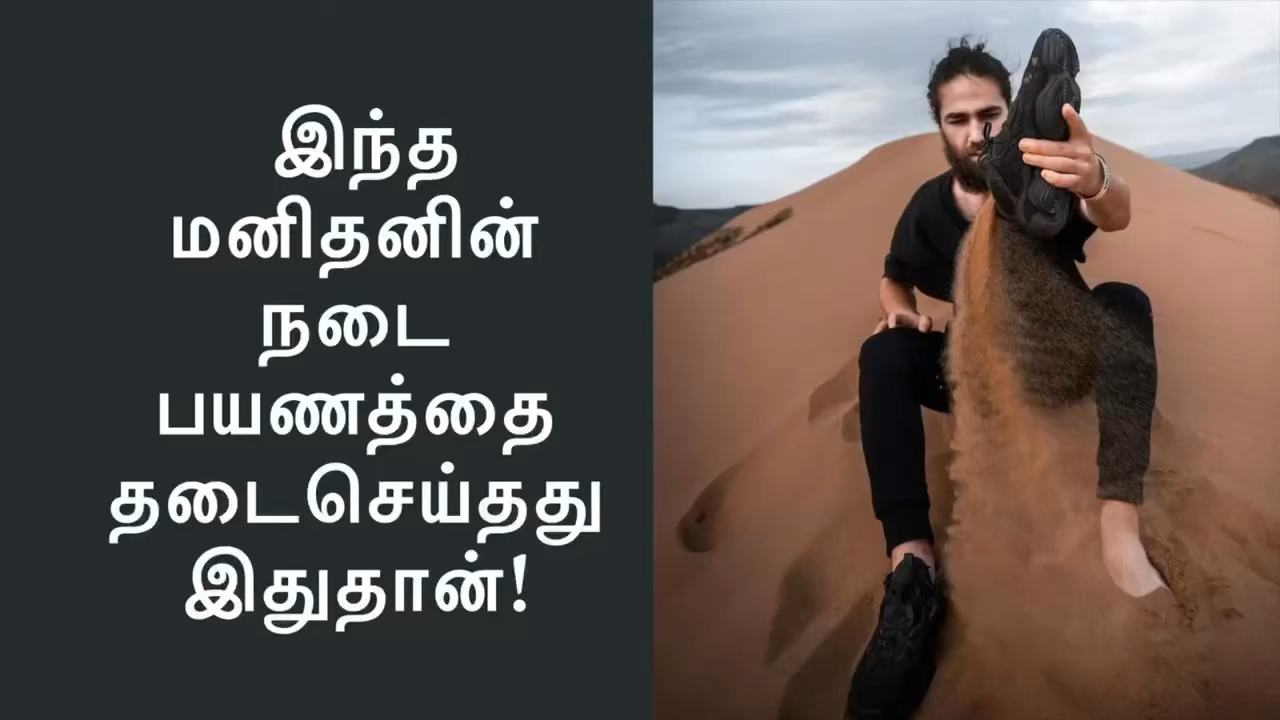 இந்த
மனிதனின்
நடை
பயணத்தை
தடைசெய்தது
இதுதான்!